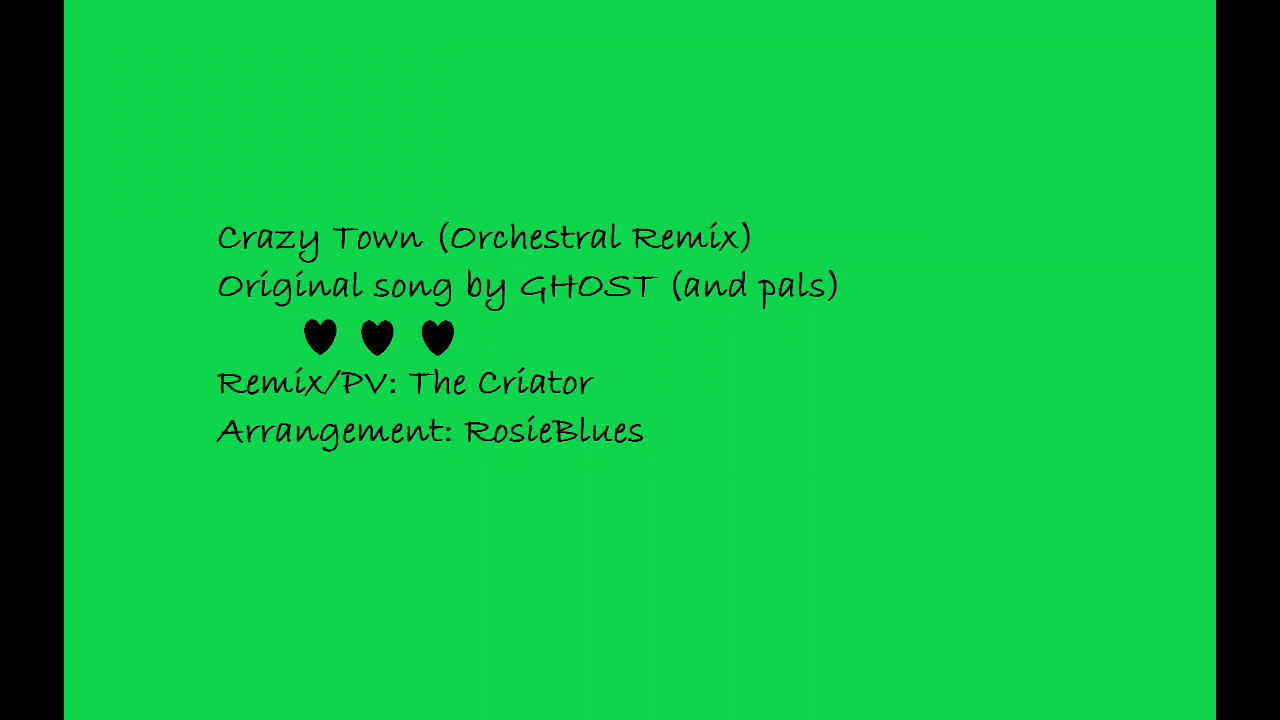 Crazy Town (Orchestral Remix)
Original song by GHOST (and pals)
♥ ♥ ♥
Remix/PV: The Criator
Arrangement: RosieBlues